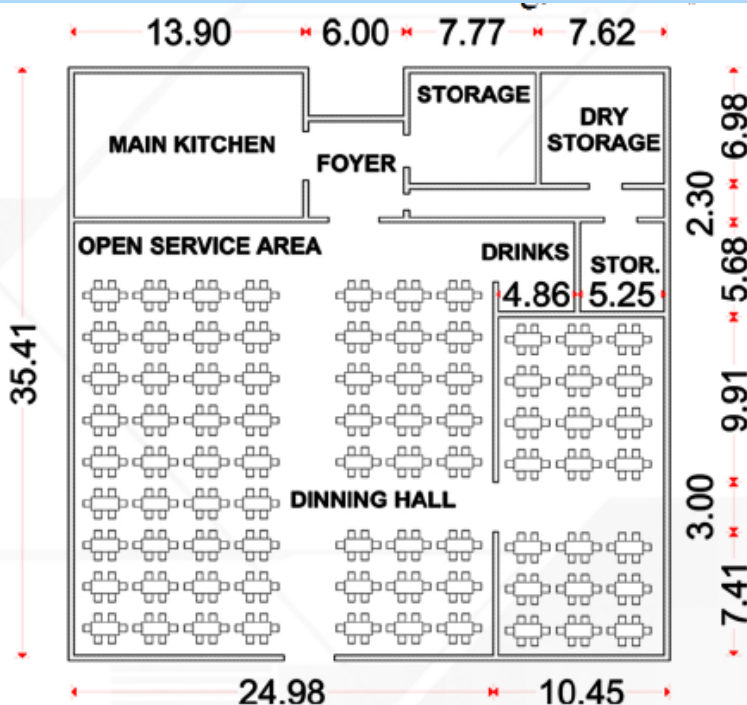 13.90 6.00 7.77 7.62
STORAGE
DRY
STORAGE
MAIN KITCHEN
FOYER
6.98
2.30
OPEN SERVICE AREA
DRINKS
STOR.
4.86 5.25
5.68
35.41
9.91
DINNING HALL
3.00
7.41
24.98 10.45